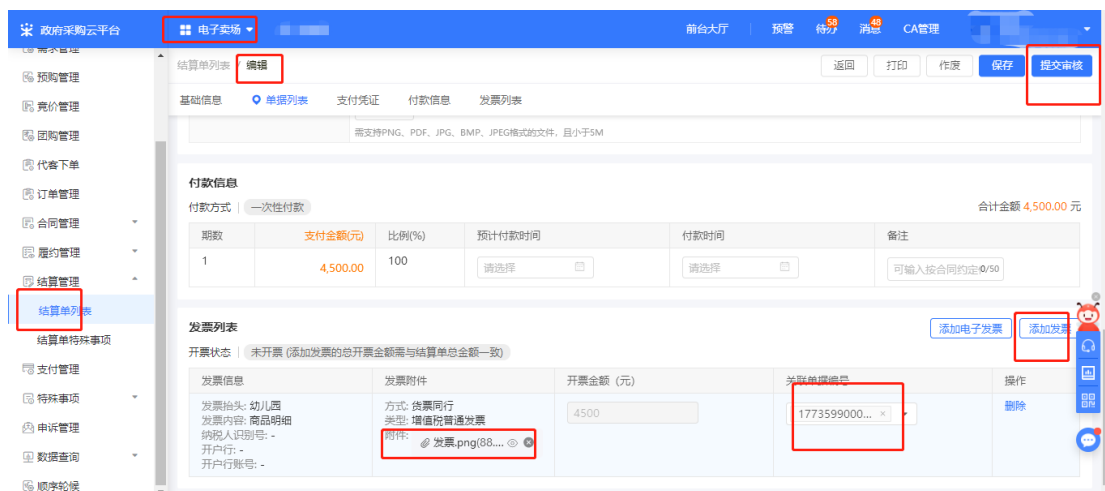 政府采购云平台
电子卖场
前台大厅
预警
待办
58
消息
48
CA管理
需求管理
预购管理
竞价管理
团购管理
代客下单
订单管理
合同管理
履约管理
结算管理
结算单列表
结算单特殊事项
支付管理
特殊事项
申诉管理
数据查询
顺序轮候
结算单列表 / 编辑
返回
打印
作废
保存
提交审核
基础信息
单据列表
支付凭证
付款信息
发票列表
需支持PNG、PDF、JPG、BMP、JPEG格式的文件，且小于5M
付款信息
付款方式 一次性付款
合计金额 4,500.00 元
期数 支付金额(元) 比例(%) 预计付款时间 付款时间 备注
1 4,500.00 100 请选择 请选择 可输入按合同约定 0/50
发票列表
添加电子发票
添加发票
开票状态 未开票 (添加发票的总开票金额需与结算单总金额一致)
发票信息 发票附件 开票金额（元） 关联单据编号 操作
发票抬头: 幼儿园
发票内容: 商品明细
纳税人识别号: -
开户行: -
开户行账号: -
方式: 货票同行
类型: 增值税普通发票
附件: 发票.png(88....
4500
1773599000... ×
删除